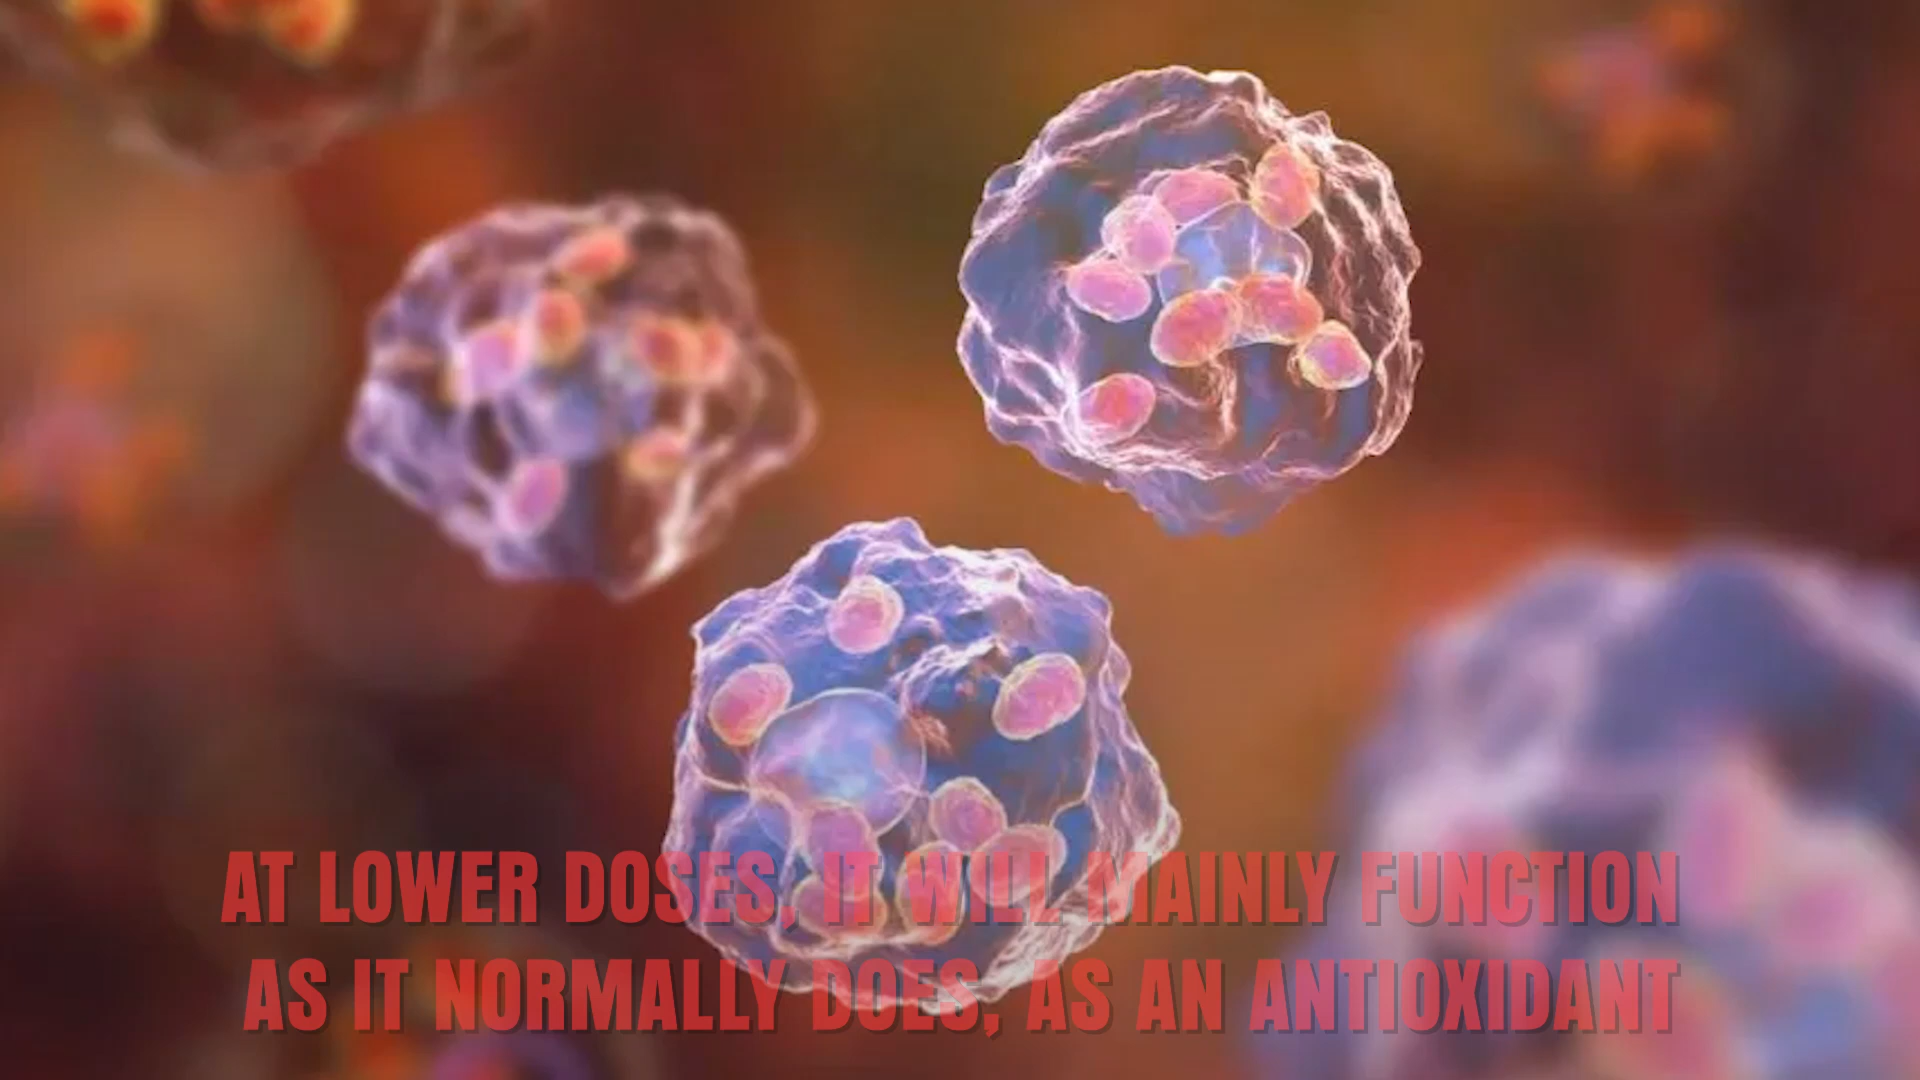 AT LOWER DOSES, IT WILL MAINLY FUNCTION
AS IT NORMALLY DOES, AS AN ANTIOXIDANT